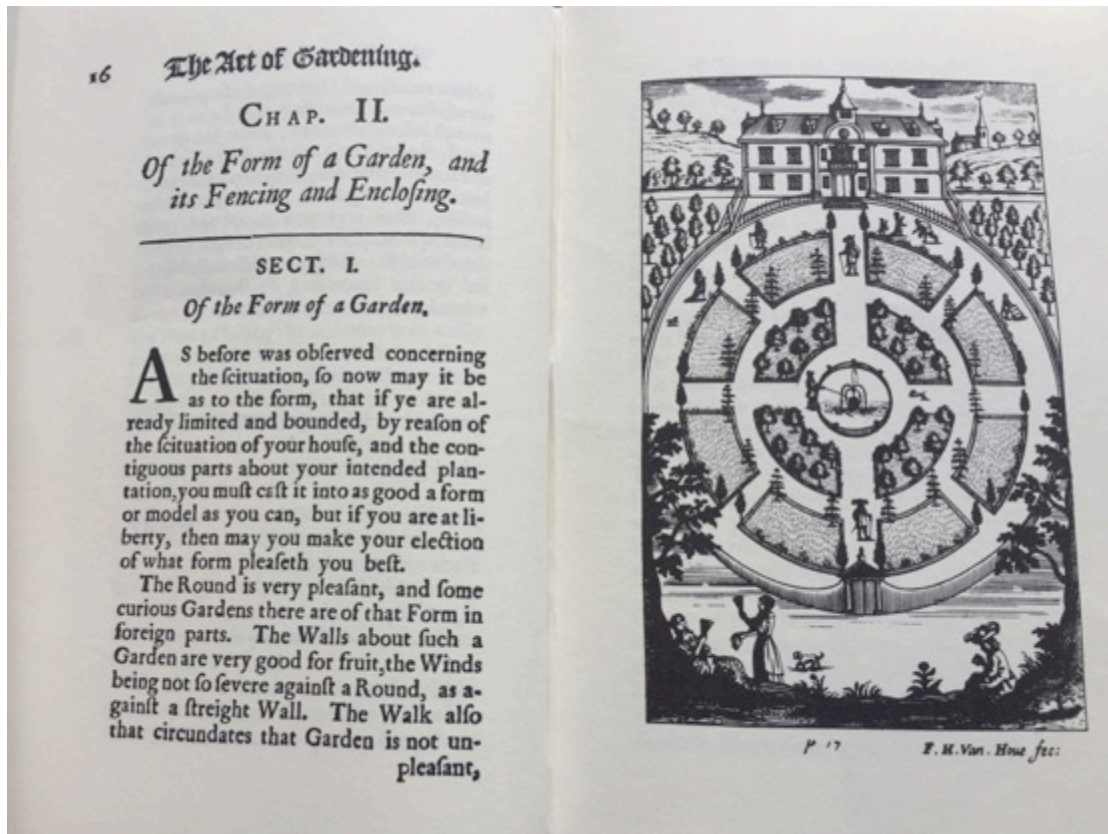 16
The Art of Gardening.
CHAP. II.
Of the Form of a Garden, and
its Fencing and Encloſing.
SECT. I.
Of the Form of a Garden.
AS before was obſerved concerning
the ſcituation, ſo now may it be
as to the form, that if ye are al-
ready limited and bounded, by reaſon of
the ſcituation of your houſe, and the con-
tiguous parts about your intended plan-
tation, you muſt caſt it into as good a form
or model as you can, but if you are at li-
berty, then may you make your election
of what form pleaſeth you beſt.
The Round is very pleaſant, and ſome
curious Gardens there are of that Form in
foreign parts. The Walls about ſuch a
Garden are very good for fruit, the Winds
being not ſo ſevere againſt a Round, as a-
gainſt a ſtreight Wall. The Walk alſo
that circundates that Garden is not un-
pleaſant,
p 17
F. H. Van. Houe fec: